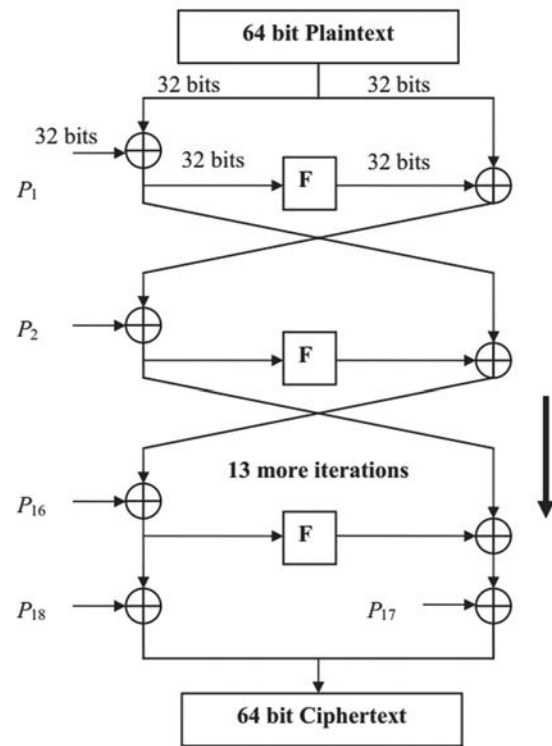 64 bit Plaintext
32 bits 32 bits
32 bits
32 bits F 32 bits
P1
P2
F
13 more iterations
P16
F
P18 P17
64 bit Ciphertext